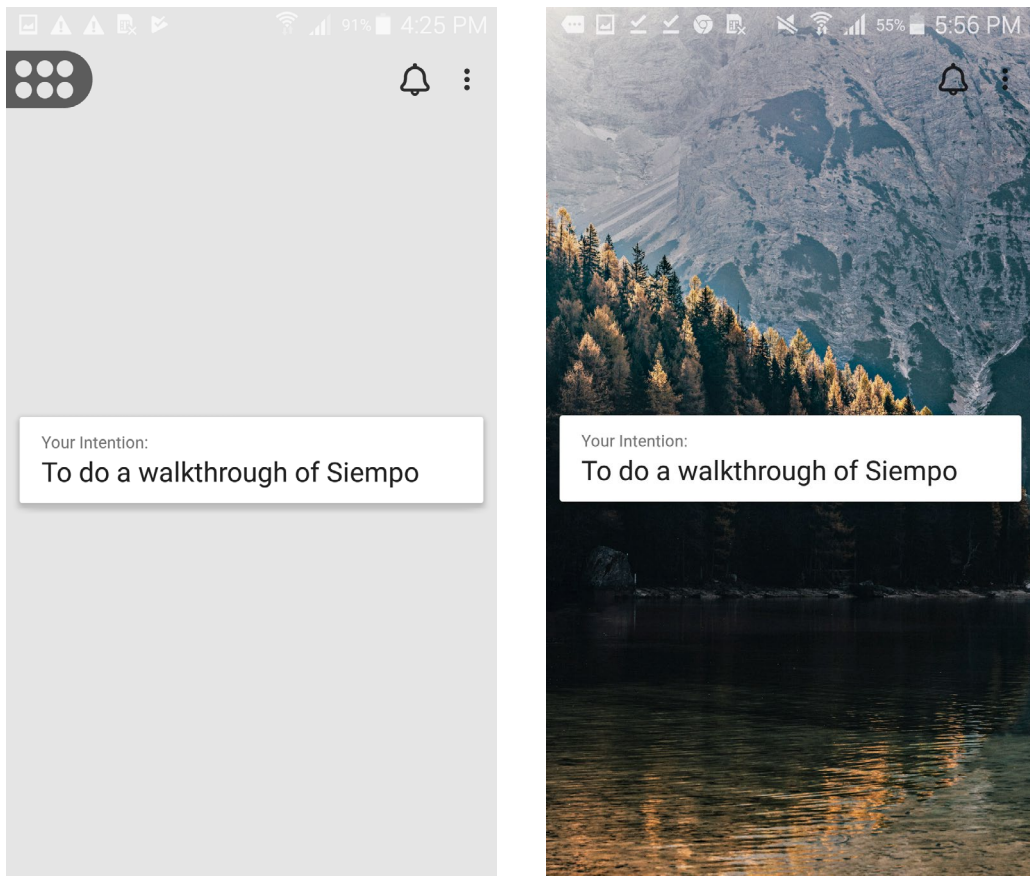 91% 4:25 PM
Your Intention:
To do a walkthrough of Siempo
55% 5:56 PM
Your Intention:
To do a walkthrough of Siempo